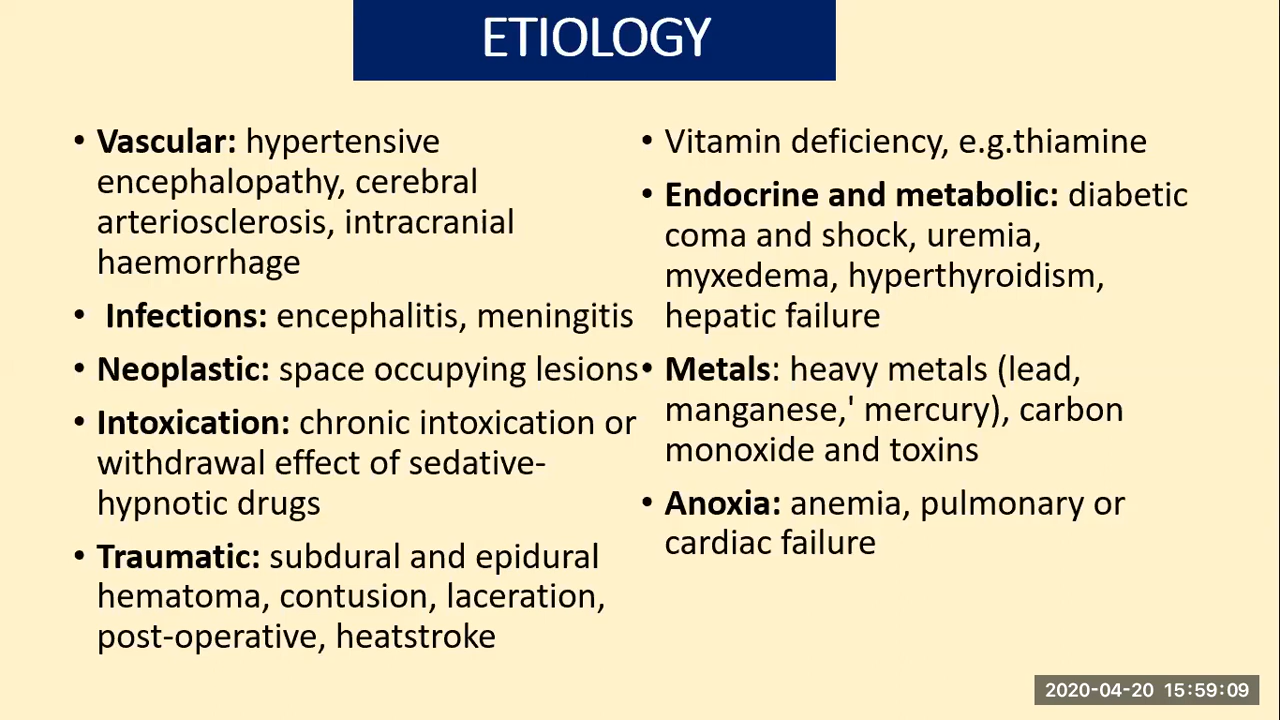 ETIOLOGY
• Vascular: hypertensive
encephalopathy, cerebral
arteriosclerosis, intracranial
haemorrhage
• Infections: encephalitis, meningitis
• Neoplastic: space occupying lesions
• Intoxication: chronic intoxication or
withdrawal effect of sedative-
hypnotic drugs
• Traumatic: subdural and epidural
hematoma, contusion, laceration,
post-operative, heatstroke
• Vitamin deficiency, e.g.thiamine
• Endocrine and metabolic: diabetic
coma and shock, uremia,
myxedema, hyperthyroidism,
hepatic failure
• Metals: heavy metals (lead,
manganese,' mercury), carbon
monoxide and toxins
• Anoxia: anemia, pulmonary or
cardiac failure
2020-04-20 15:59:09